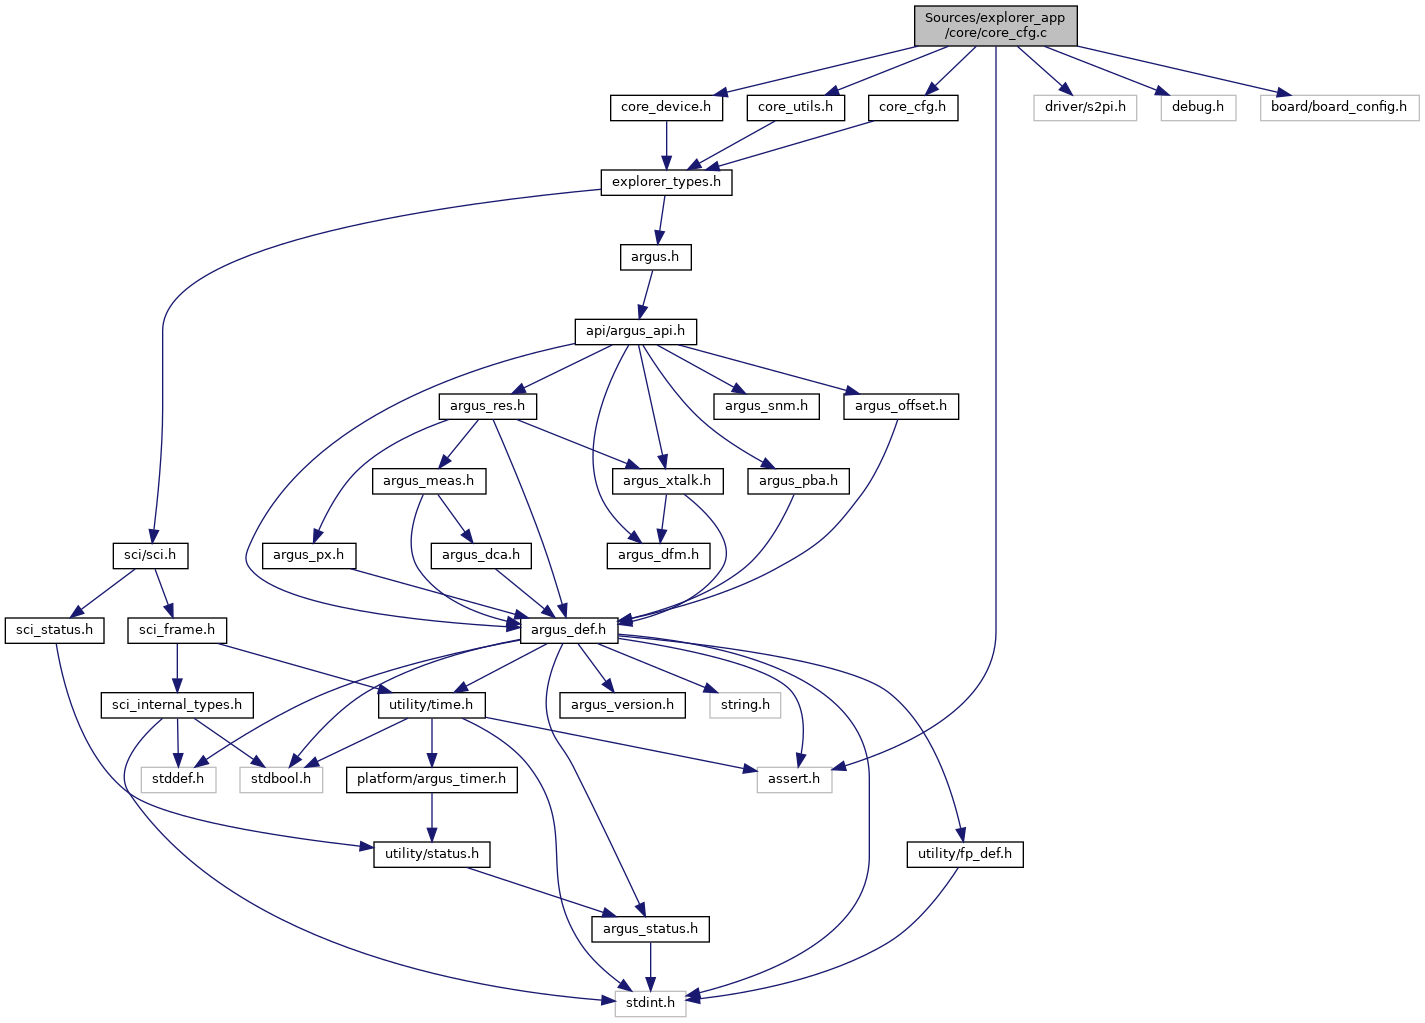 Sources/explorer_app
/core/core_cfg.c
core_device.h
core_utils.h
core_cfg.h
driver/s2pi.h
debug.h
board/board_config.h
explorer_types.h
argus.h
api/argus_api.h
argus_res.h
argus_snm.h
argus_offset.h
argus_meas.h
argus_xtalk.h
argus_pba.h
sci/sci.h
argus_px.h
argus_dca.h
argus_dfm.h
sci_status.h
sci_frame.h
argus_def.h
sci_internal_types.h
utility/time.h
argus_version.h
string.h
stddef.h
stdbool.h
platform/argus_timer.h
assert.h
utility/status.h
utility/fp_def.h
argus_status.h
stdint.h